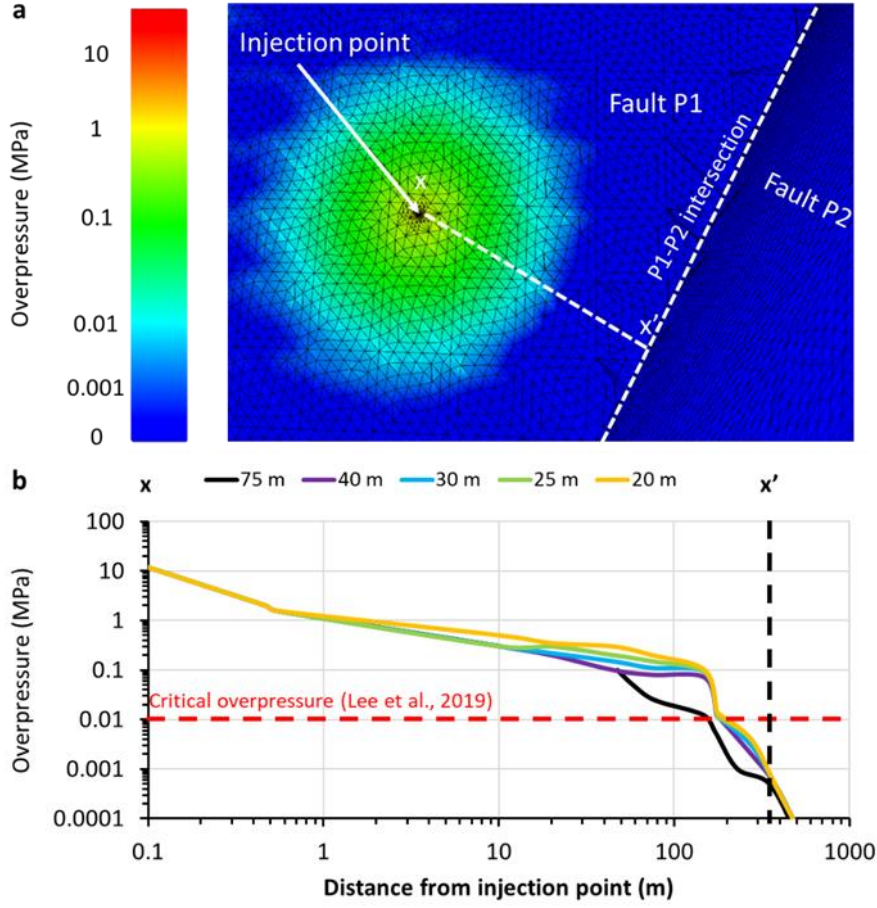 a
Overpressure (MPa)
10
1
0.1
0.01
0.001
0
Injection point
x
Fault P1
P1-P2 intersection
Fault P2
x'
b
x
75 m
40 m
30 m
25 m
20 m
x’
Overpressure (MPa)
100
10
1
0.1
0.01
0.001
0.0001
Critical overpressure (Lee et al., 2019)
0.1
1
10
100
1000
Distance from injection point (m)